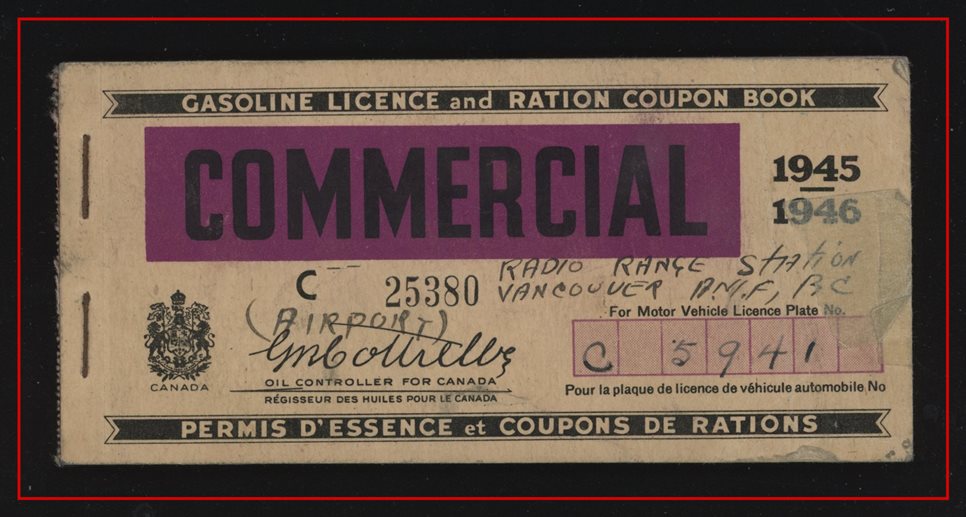 GASOLINE LICENCE and RATION COUPON BOOK
COMMERCIAL
1945
1946
C-- 25380
RADIO RANGE STATION
VANCOUVER A.M.F, BC
(AIRPORT)
For Motor Vehicle Licence Plate No.
C 5941
CANADA
OIL CONTROLLER FOR CANADA
RÉGISSEUR DES HUILES POUR LE CANADA
Pour la plaque de licence de véhicule automobile No
PERMIS D'ESSENCE et COUPONS DE RATIONS